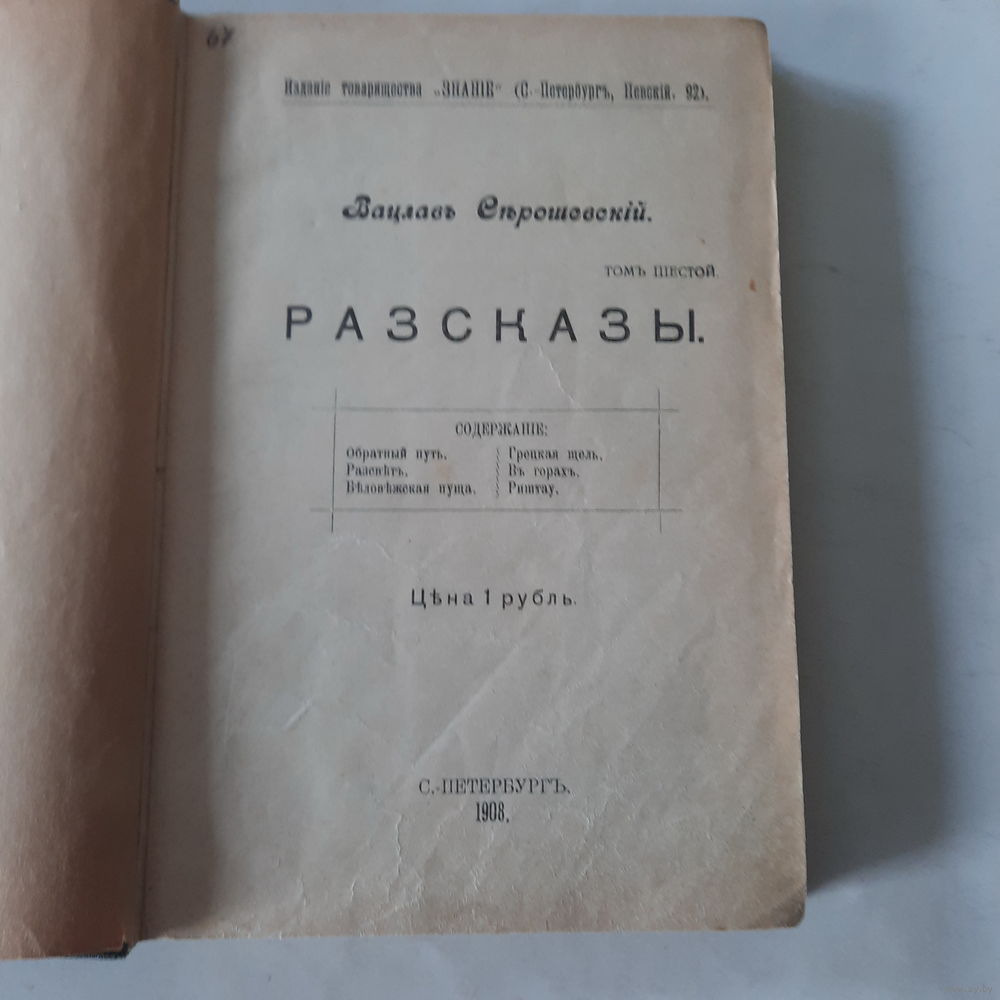 67
Изданіе товарищества „ЗНАНІЕ“ (С.-Петербургъ, Невскій, 92).
Вацлавъ Сѣрошевскій.
ТОМЪ ШЕСТОЙ.
РАЗСКАЗЫ.
СОДЕРЖАНІЕ:
Обратный путь. Грецкая щель.
Разсвѣтъ. Въ горахъ.
Бѣловѣжская пуща. Риштау.
Цѣна 1 рубль.
С.-ПЕТЕРБУРГЪ.
1908.